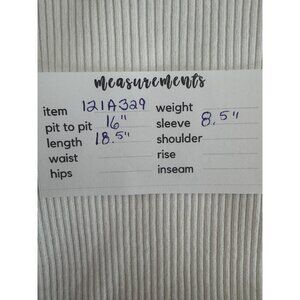 measurements
item 121A329 weight
pit to pit 16" sleeve 8.5"
length 18.5" shoulder
waist rise
hips inseam